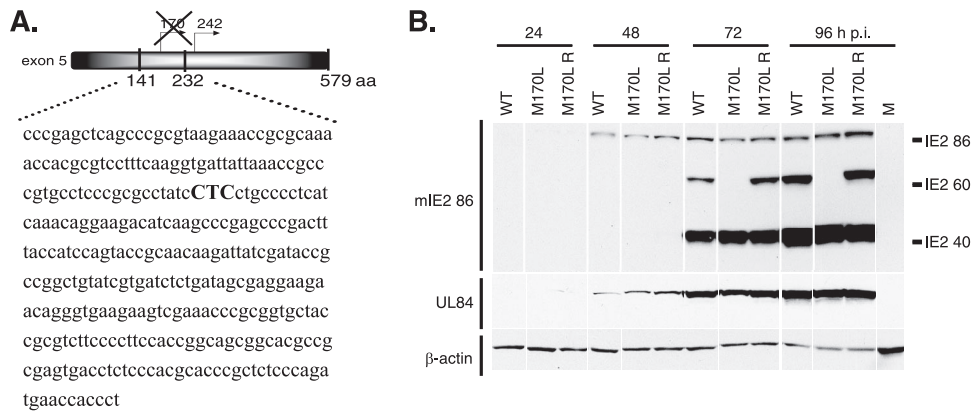 A.
170 242
exon 5
141 232 579 aa
cccgagctcagcccgcgtaagaaaccgcgcaaa
accacgcgtcctttcaaggtgattattaaaccgcc
cgtgcctcccgcgcctatcCTCctgcccctcat
caaacaggaagacatcaagcccgagcccgactt
taccatccagtaccgcaacaagattatcgataccg
ccggctgtatcgtgatctctgatagcgaggaaga
acagggtgaagaagtcgaaacccgcggtgctac
cgcgtcttccccttccaccggcagcggcacgccg
cgagtgacctctcccacgcacccgctctcccaga
tgaaccaccct
B.
24 48 72 96 h p.i.
WT M170L M170L R WT M170L M170L R WT M170L M170L R WT M170L M170L R M
mIE2 86
IE2 86
IE2 60
IE2 40
UL84
β-actin